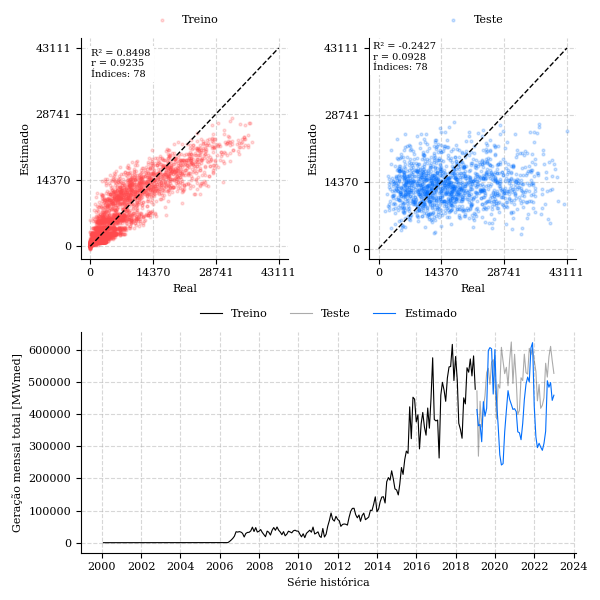 Treino
43111
28741
14370
0
Estimado
R² = 0.8498
r = 0.9235
Índices: 78
0 14370 28741 43111
Real
Teste
43111
28741
14370
0
Estimado
R² = -0.2427
r = 0.0928
Índices: 78
0 14370 28741 43111
Real
Treino Teste Estimado
600000
500000
400000
300000
200000
100000
0
Geração mensal total [MWmed]
2000 2002 2004 2006 2008 2010 2012 2014 2016 2018 2020 2022 2024
Série histórica